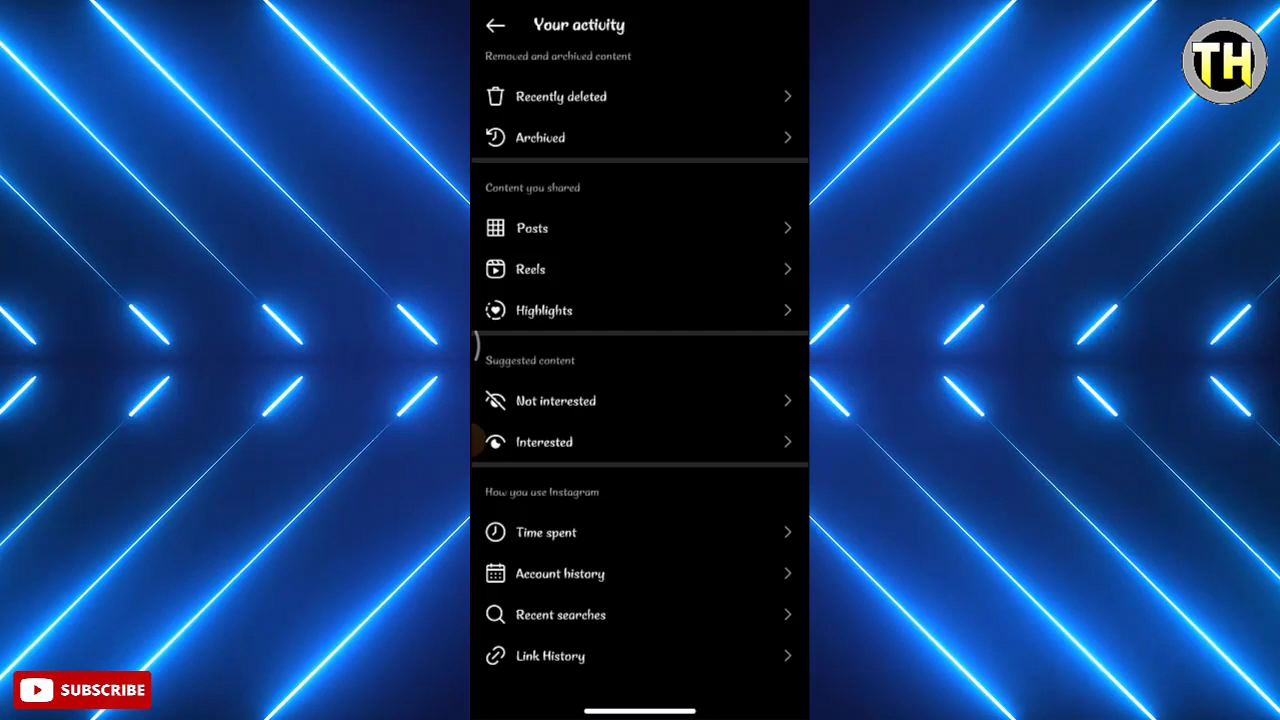 Your activity
TH
Removed and archived content
Recently deleted
Archived
Content you shared
Posts
Reels
Highlights
Suggested content
Not interested
Interested
How you use Instagram
Time spent
Account history
Recent searches
Link History
SUBSCRIBE